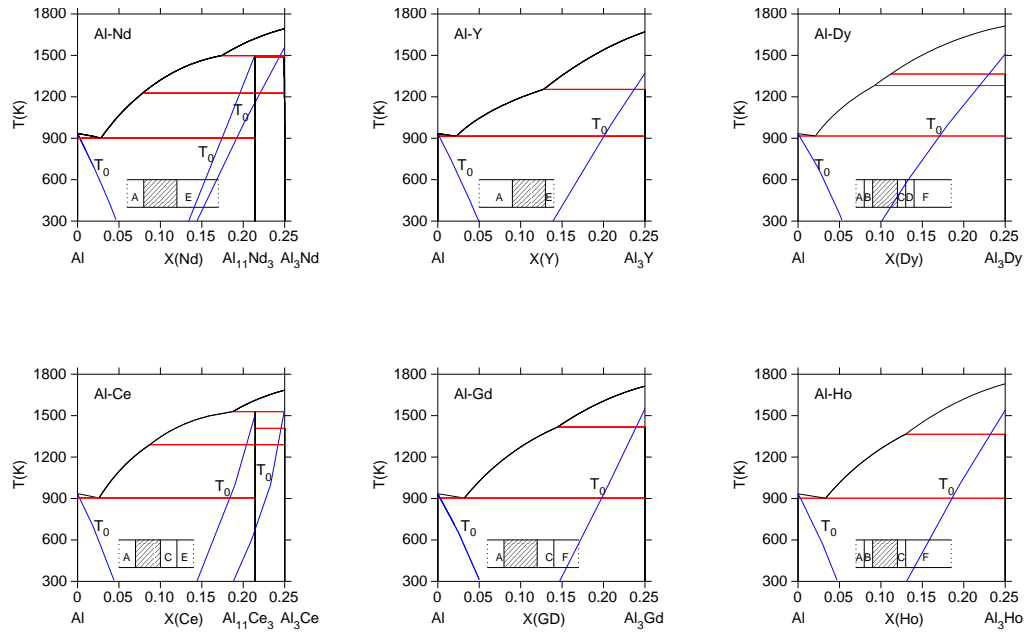 Al-Nd
T(K)
1800
1500
1200
900
600
300
T0
T0
T0
A
E
0
0.05
0.10
0.15
0.20
0.25
Al
X(Nd)
Al11Nd3
Al3Nd
Al-Y
T(K)
1800
1500
1200
900
600
300
T0
T0
A
E
0
0.05
0.10
0.15
0.20
0.25
Al
X(Y)
Al3Y
Al-Dy
T(K)
1800
1500
1200
900
600
300
T0
T0
A
B
C
D
F
0
0.05
0.10
0.15
0.20
0.25
Al
X(Dy)
Al3Dy
Al-Ce
T(K)
1800
1500
1200
900
600
300
T0
T0
T0
A
C
E
0
0.05
0.10
0.15
0.20
0.25
Al
X(Ce)
Al11Ce3
Al3Ce
Al-Gd
T(K)
1800
1500
1200
900
600
300
T0
T0
A
C
F
0
0.05
0.10
0.15
0.20
0.25
Al
X(GD)
Al3Gd
Al-Ho
T(K)
1800
1500
1200
900
600
300
T0
T0
A
B
C
F
0
0.05
0.10
0.15
0.20
0.25
Al
X(Ho)
Al3Ho